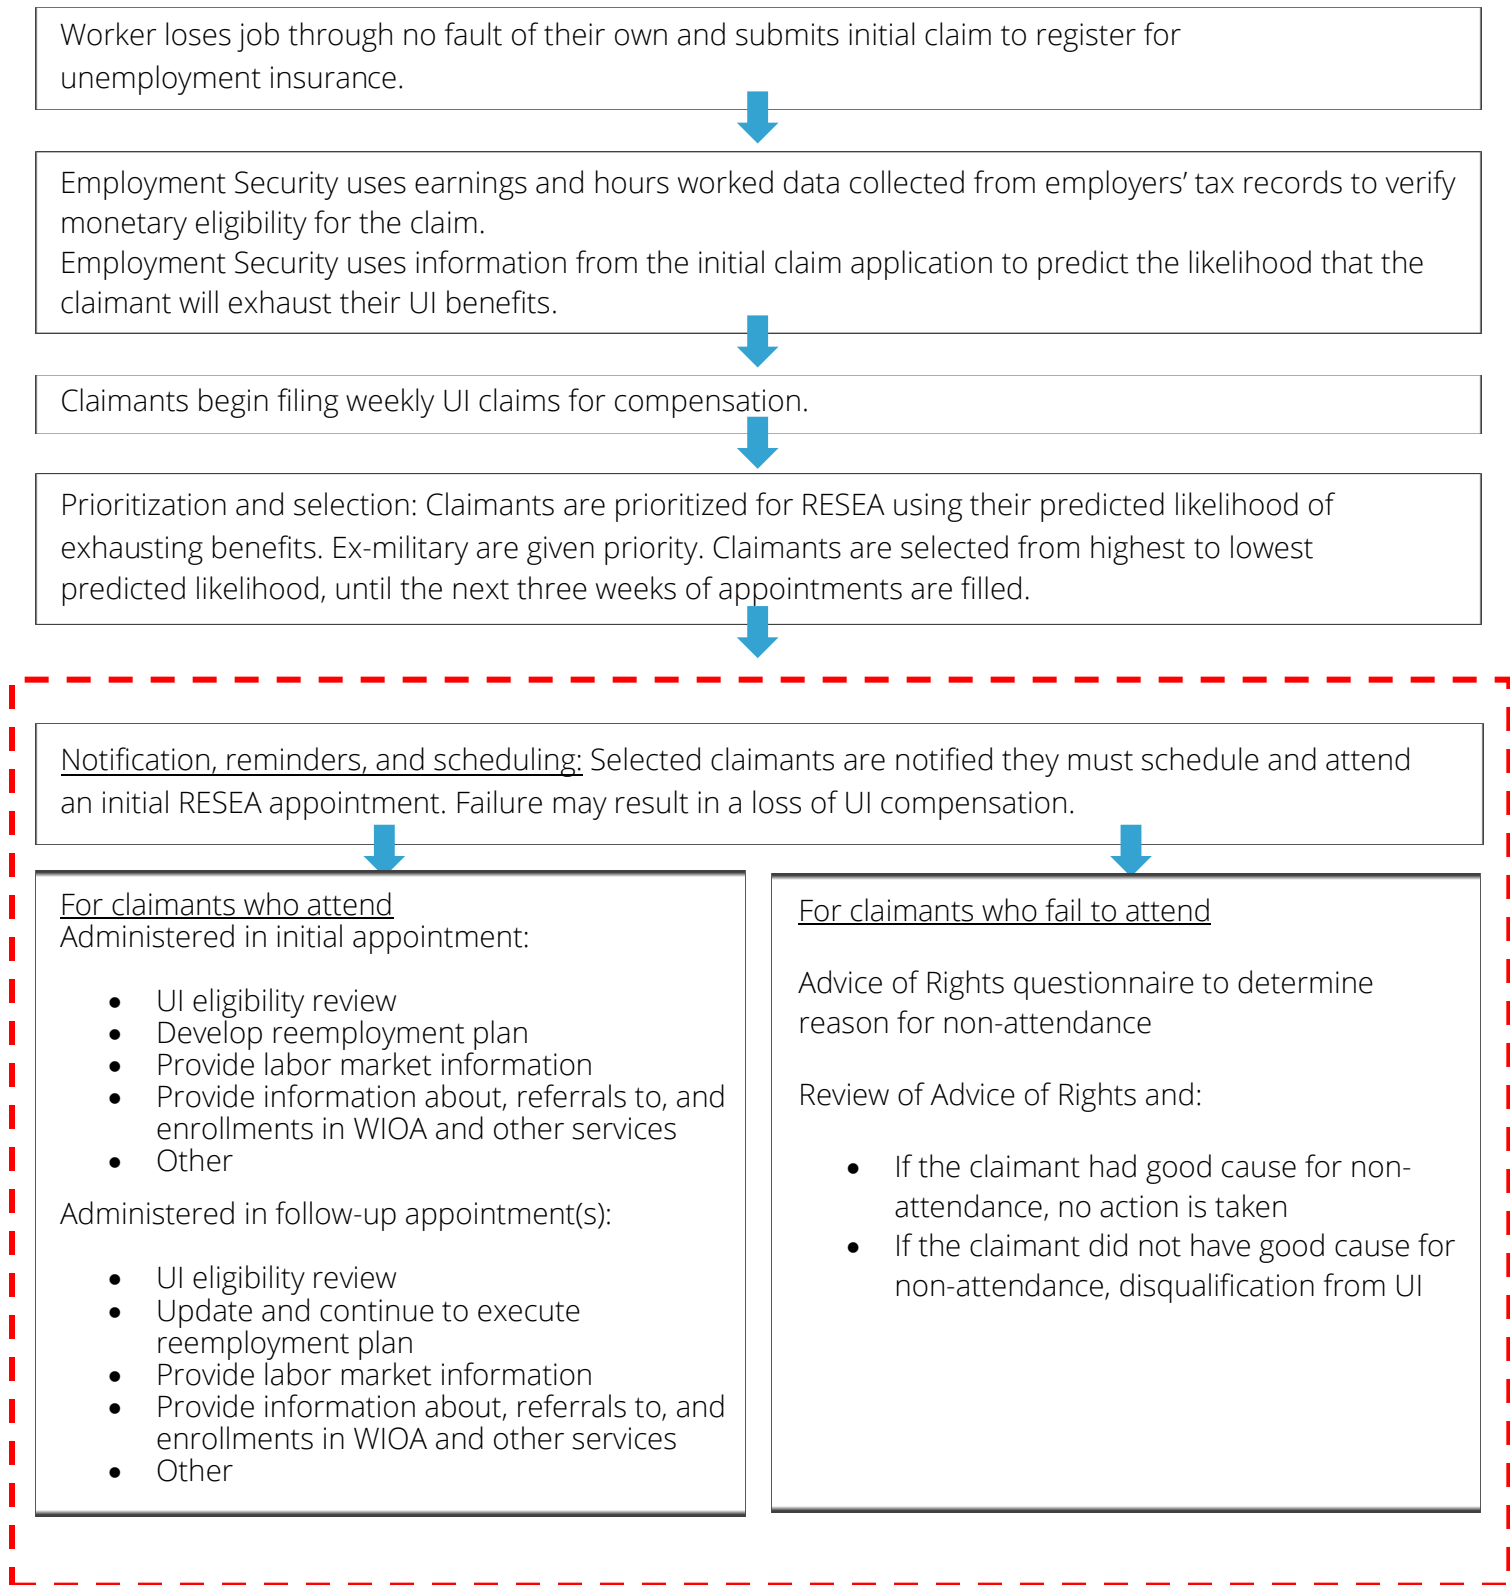 Worker loses job through no fault of their own and submits initial claim to register for
unemployment insurance.
Employment Security uses earnings and hours worked data collected from employers’ tax records to verify
monetary eligibility for the claim.
Employment Security uses information from the initial claim application to predict the likelihood that the
claimant will exhaust their UI benefits.
Claimants begin filing weekly UI claims for compensation.
Prioritization and selection: Claimants are prioritized for RESEA using their predicted likelihood of
exhausting benefits. Ex-military are given priority. Claimants are selected from highest to lowest
predicted likelihood, until the next three weeks of appointments are filled.
Notification, reminders, and scheduling: Selected claimants are notified they must schedule and attend
an initial RESEA appointment. Failure may result in a loss of UI compensation.
For claimants who attend
Administered in initial appointment:
• UI eligibility review
• Develop reemployment plan
• Provide labor market information
• Provide information about, referrals to, and
enrollments in WIOA and other services
• Other
Administered in follow-up appointment(s):
• UI eligibility review
• Update and continue to execute
reemployment plan
• Provide labor market information
• Provide information about, referrals to, and
enrollments in WIOA and other services
• Other
For claimants who fail to attend
Advice of Rights questionnaire to determine
reason for non-attendance
Review of Advice of Rights and:
• If the claimant had good cause for non-
attendance, no action is taken
• If the claimant did not have good cause for
non-attendance, disqualification from UI